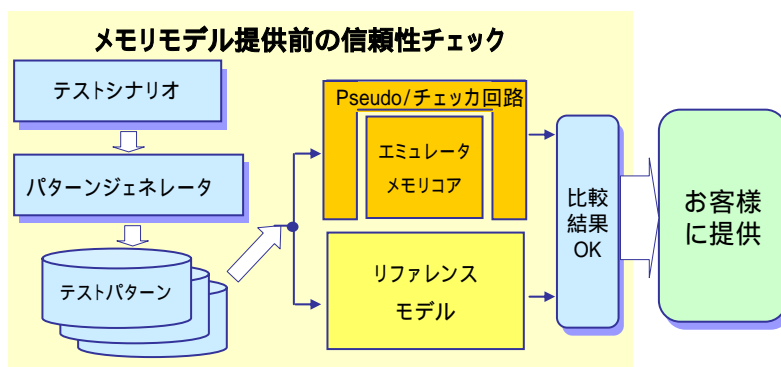 メモリモデル提供前の信頼性チェック
テストシナリオ
パターンジェネレータ
テストパターン
Pseudo/チェッカ回路
エミュレータ
メモリコア
リファレンス
モデル
比較
結果
OK
お客様
に提供